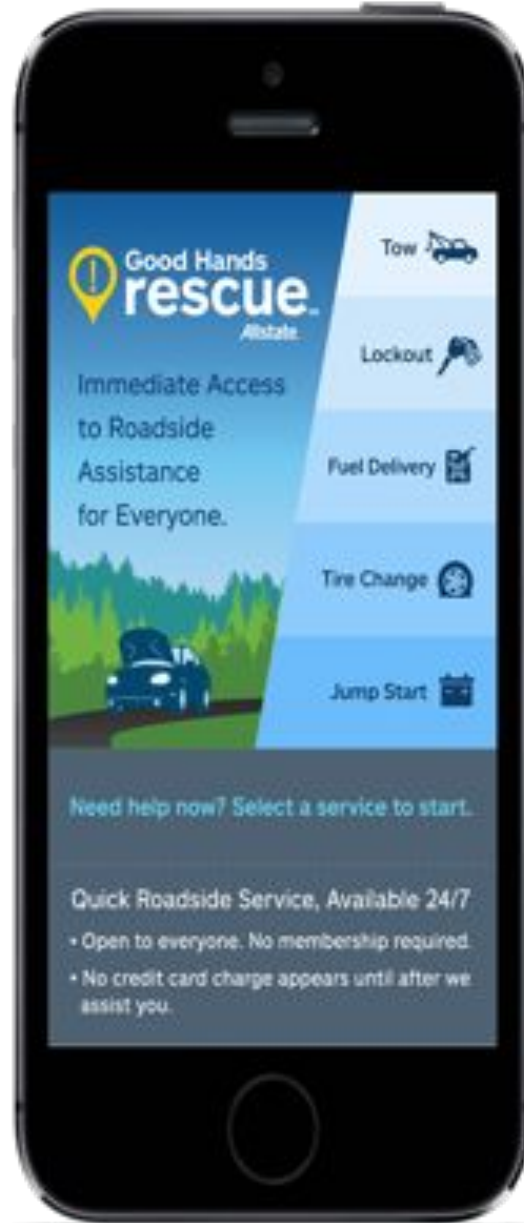 Good Hands
rescue
Allstate.
Immediate Access
to Roadside
Assistance
for Everyone.
Tow
Lockout
Fuel Delivery
Tire Change
Jump Start
Need help now? Select a service to start.
Quick Roadside Service, Available 24/7
• Open to everyone. No membership required.
• No credit card charge appears until after we
assist you.